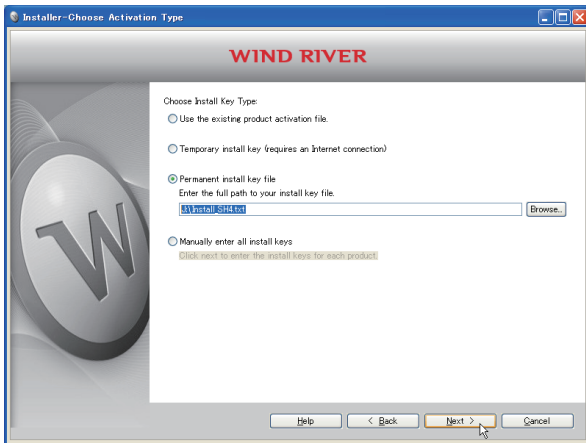 Installer-Choose Activation Type
WIND RIVER
Choose Install Key Type:
Use the existing product activation file.
Temporary install key (requires an Internet connection)
Permanent install key file
Enter the full path to your install key file.
J:\Install_SH4.txt
Browse..
Manually enter all install keys
Click next to enter the install keys for each product.
Help
< Back
Next >
Cancel